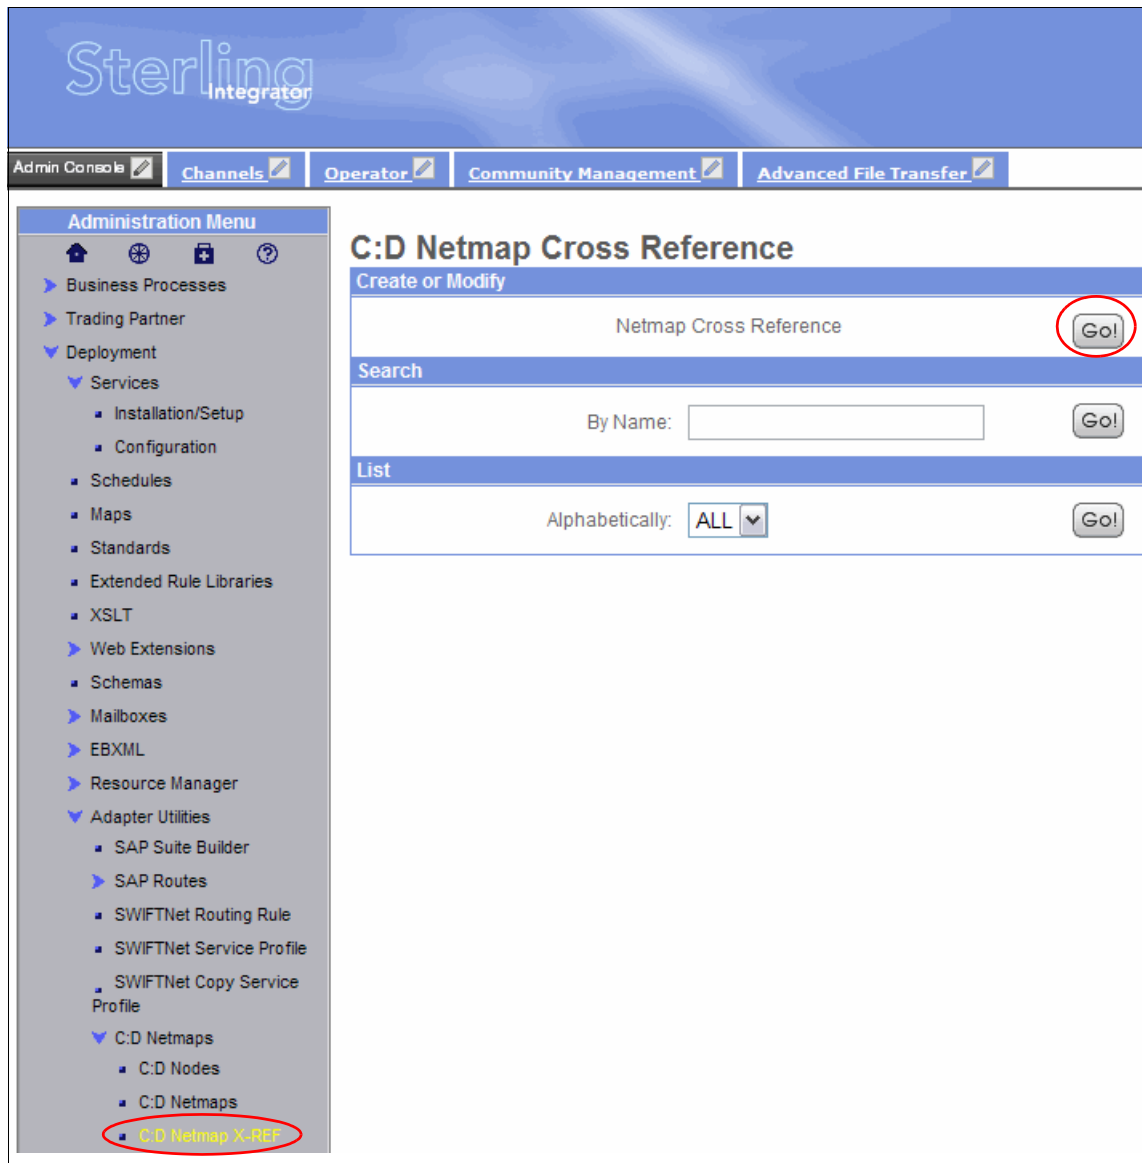 Sterling
Integrator
Admin Console
Channels
Operator
Community Management
Advanced File Transfer
Administration Menu
Business Processes
Trading Partner
Deployment
Services
Installation/Setup
Configuration
Schedules
Maps
Standards
Extended Rule Libraries
XSLT
Web Extensions
Schemas
Mailboxes
EBXML
Resource Manager
Adapter Utilities
SAP Suite Builder
SAP Routes
SWIFTNet Routing Rule
SWIFTNet Service Profile
SWIFTNet Copy Service
Profile
C:D Netmaps
C:D Nodes
C:D Netmaps
C:D Netmap X-REF
C:D Netmap Cross Reference
Create or Modify
Netmap Cross Reference Go!
Search
By Name: Go!
List
Alphabetically: ALL Go!